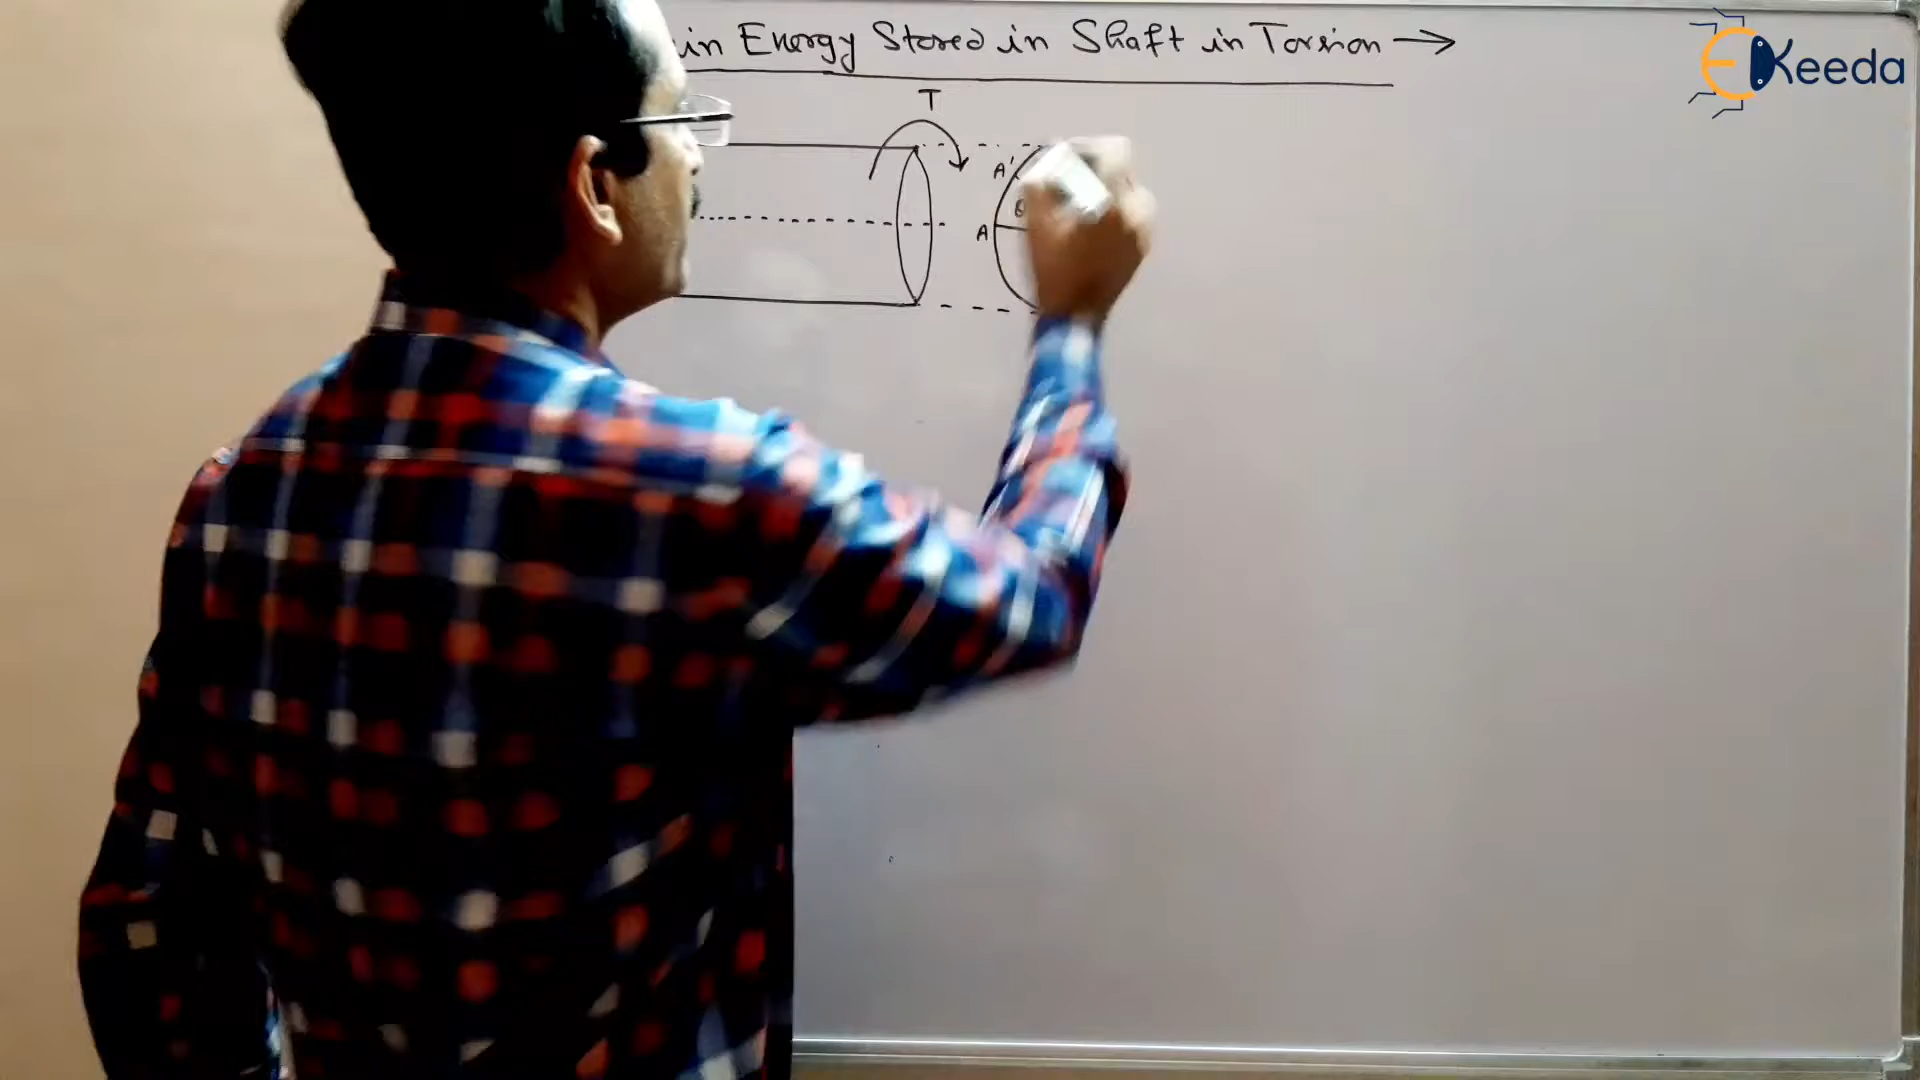 in Energy Stored in Shaft in Torsion →
EKeeda
T
A'
θ
A